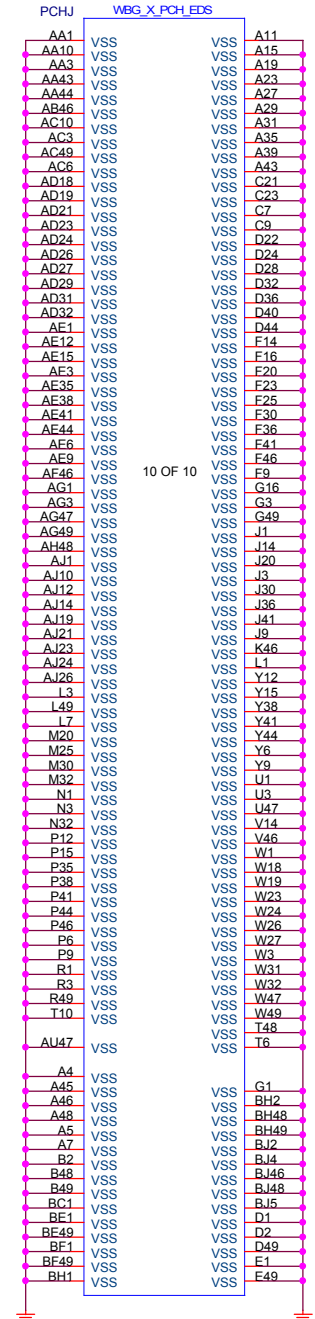 PCHJ WBG_X_PCH_EDS
AA1 VSS VSS A11
AA10 VSS VSS A15
AA3 VSS VSS A19
AA43 VSS VSS A23
AA44 VSS VSS A27
AB46 VSS VSS A29
AC10 VSS VSS A31
AC3 VSS VSS A35
AC49 VSS VSS A39
AC6 VSS VSS A43
AD18 VSS VSS C21
AD19 VSS VSS C23
AD21 VSS VSS C7
AD23 VSS VSS C9
AD24 VSS VSS D22
AD26 VSS VSS D24
AD27 VSS VSS D28
AD29 VSS VSS D32
AD31 VSS VSS D36
AD32 VSS VSS D40
AE1 VSS VSS D44
AE12 VSS VSS F14
AE15 VSS VSS F16
AE3 VSS VSS F20
AE35 VSS VSS F23
AE38 VSS VSS F25
AE41 VSS VSS F30
AE44 VSS VSS F36
AE6 VSS VSS F41
AE9 VSS VSS F46
10 OF 10
AF46 VSS VSS F9
AG1 VSS VSS G16
AG3 VSS VSS G3
AG47 VSS VSS G49
AG49 VSS VSS J1
AH48 VSS VSS J14
AJ1 VSS VSS J20
AJ10 VSS VSS J3
AJ12 VSS VSS J30
AJ14 VSS VSS J36
AJ19 VSS VSS J41
AJ21 VSS VSS J9
AJ23 VSS VSS K46
AJ24 VSS VSS L1
AJ26 VSS VSS Y12
L3 VSS VSS Y15
L49 VSS VSS Y38
L7 VSS VSS Y41
M20 VSS VSS Y44
M25 VSS VSS Y6
M30 VSS VSS Y9
M32 VSS VSS U1
N1 VSS VSS U3
N3 VSS VSS U47
N32 VSS VSS V14
P12 VSS VSS V46
P15 VSS VSS W1
P35 VSS VSS W18
P38 VSS VSS W19
P41 VSS VSS W23
P44 VSS VSS W24
P46 VSS VSS W26
P6 VSS VSS W27
P9 VSS VSS W3
R1 VSS VSS W31
R3 VSS VSS W32
R49 VSS VSS W47
T10 VSS VSS W49
VSS T48
AU47 VSS VSS T6
A4 VSS
A45 VSS VSS G1
A46 VSS VSS BH2
A48 VSS VSS BH48
A5 VSS VSS BH49
A7 VSS VSS BJ2
B2 VSS VSS BJ4
B48 VSS VSS BJ46
B49 VSS VSS BJ48
BC1 VSS VSS BJ5
BE1 VSS VSS D1
BE49 VSS VSS D2
BF1 VSS VSS D49
BF49 VSS VSS E1
BH1 VSS VSS E49